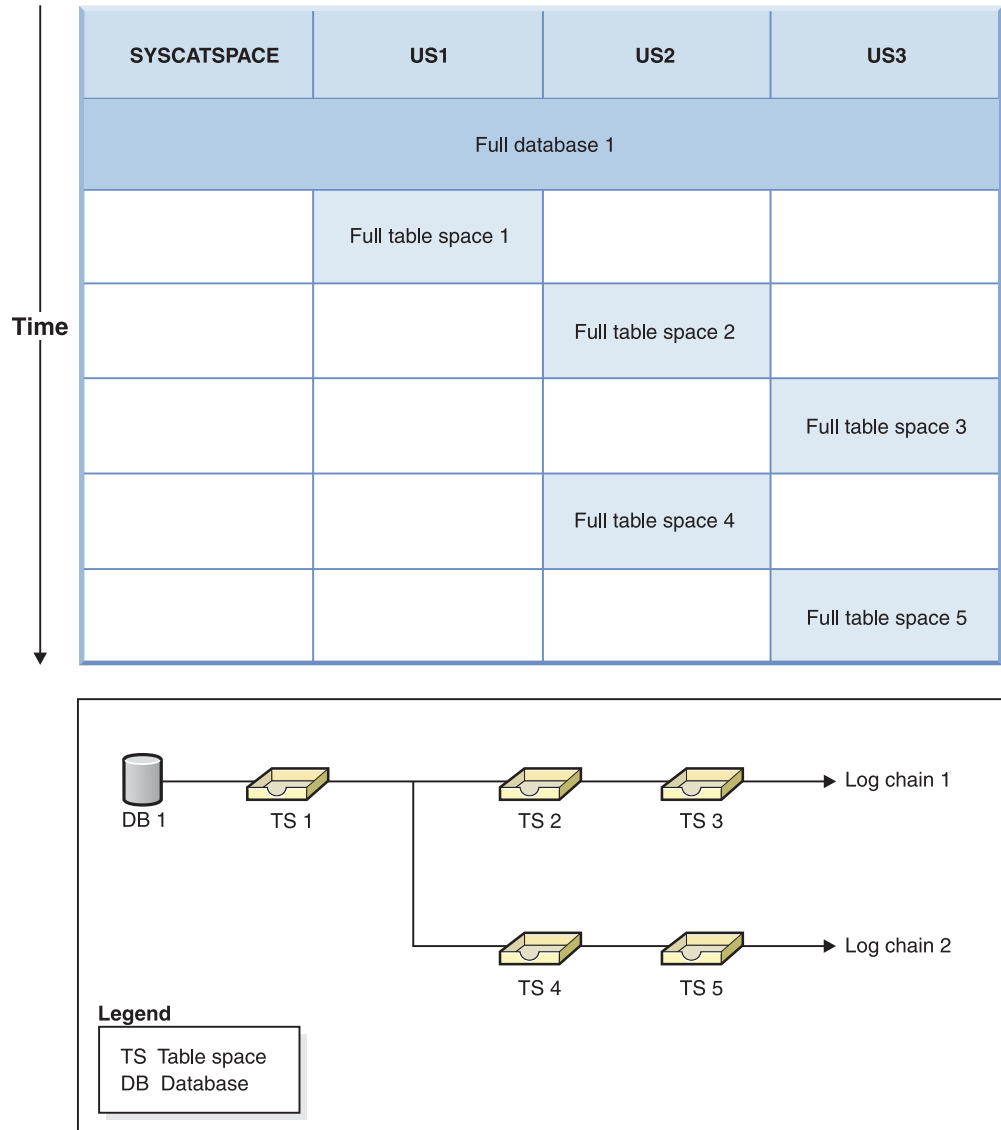 SYSCATSPACE US1 US2 US3
Full database 1
Full table space 1
Full table space 2
Time
Full table space 3
Full table space 4
Full table space 5
Log chain 1
DB 1 TS 1 TS 2 TS 3
Log chain 2
TS 4 TS 5
Legend
TS Table space
DB Database